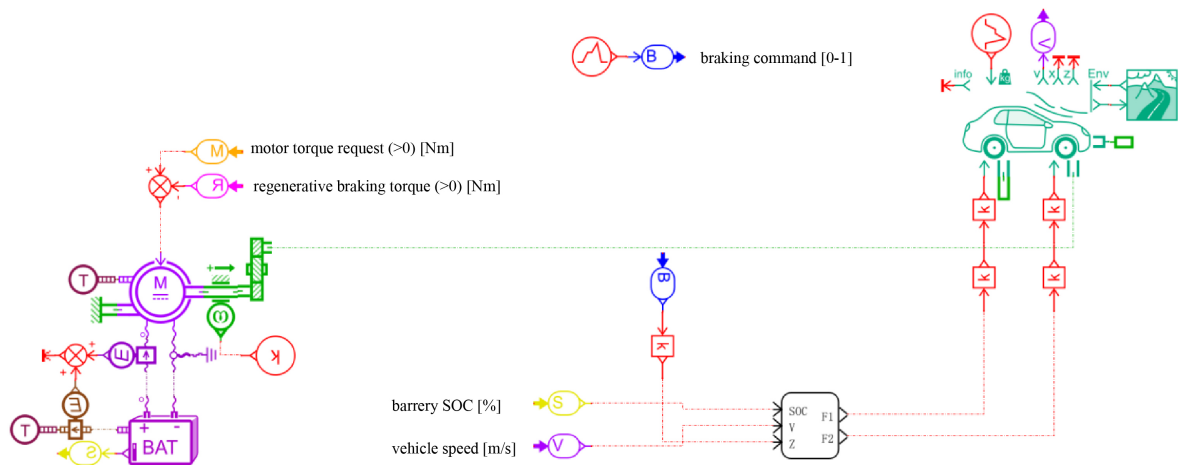 B braking command [0-1]
V
info v x z Env
kg
M motor torque request (>0) [Nm]
R regenerative braking torque (>0) [Nm]
k k
B
T M
k k
ω
K
E
k
E
S barrery SOC [%]
SOC F1
V F2
Z
T + -
S BAT
V vehicle speed [m/s]